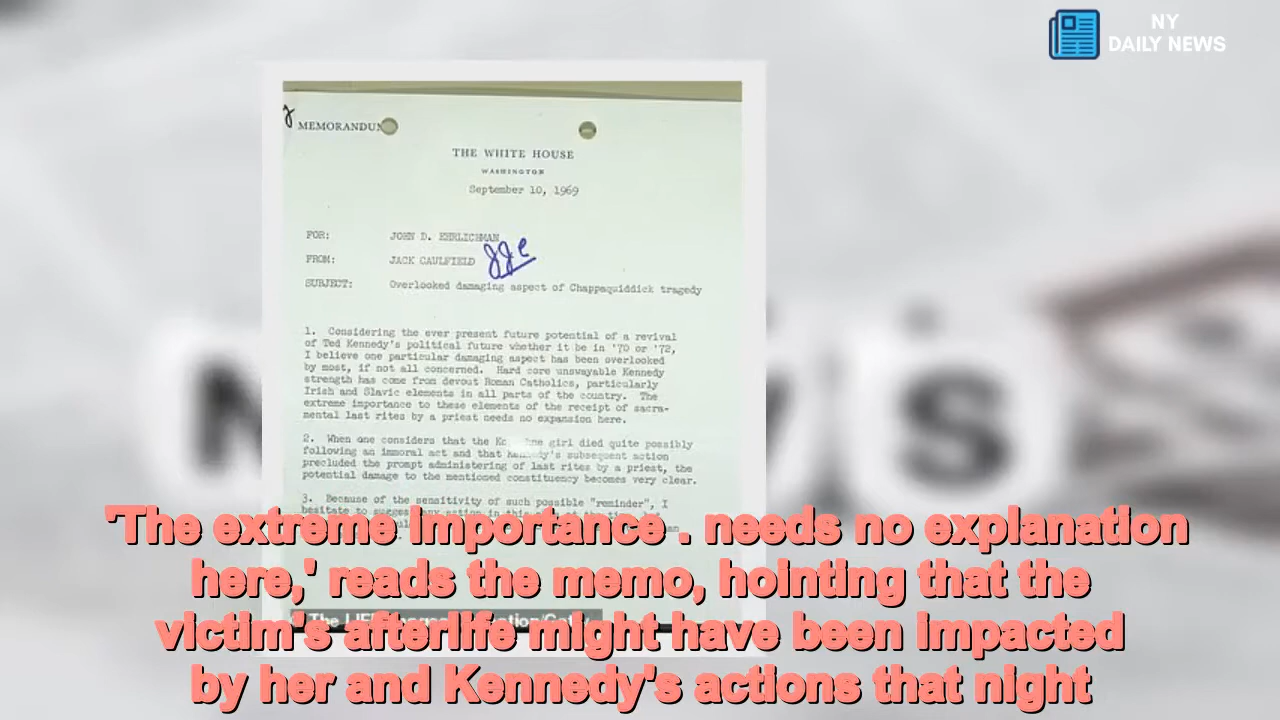 NY
DAILY NEWS
MEMORANDUM
THE WHITE HOUSE
WASHINGTON
September 10, 1969
FOR: JOHN D. EHRLICHMAN
FROM: JACK CAULFIELD
SUBJECT: Overlooked damaging aspect of Chappaquiddick tragedy
1. Considering the ever present future potential of a revival
of Ted Kennedy's political future whether it be in '70 or '72,
I believe one particular damaging aspect has been overlooked
by most, if not all concerned. Hard core unswayable Kennedy
strength has come from devout Roman Catholics, particularly
Irish and Slavic elements in all parts of the country. The
extreme importance to these elements of the receipt of sacra-
mental last rites by a priest needs no expansion here.
2. When one considers that the girl died quite possibly
following an immoral act and that Kennedy's subsequent action
precluded the prompt administering of last rites by a priest, the
potential damage to the mentioned constituency becomes very clear.
3. Because of the sensitivity of such possible "reminder", I
hesitate to
'The extreme importance . needs no explanation
here,' reads the memo, hointing that the
victim's afterlife might have been impacted
by her and Kennedy's actions that night